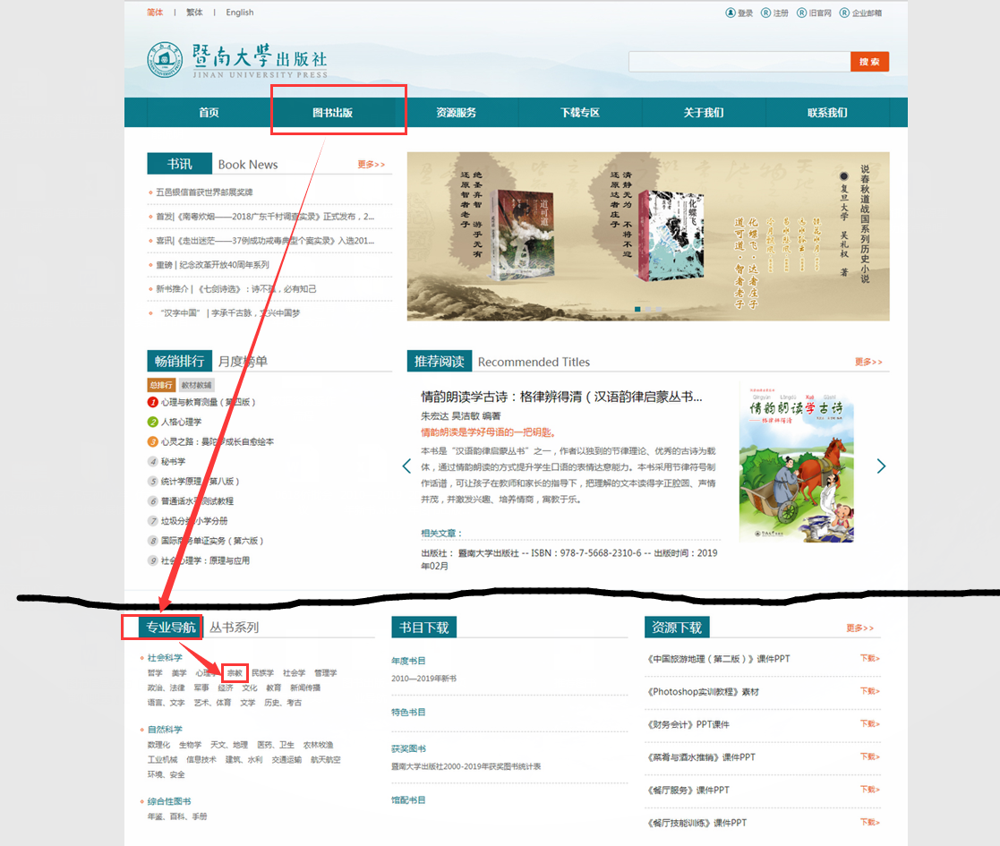 简体 | 繁体 | English
登录 注册 旧官网 企业邮箱
暨南大學出版社
JINAN UNIVERSITY PRESS
搜 索
首页 图书出版 资源服务 下载专区 关于我们 联系我们
书讯 Book News 更多>>
五邑银信首获世界邮展奖牌
首发|《南粤欢烟——2018广东千村调查实录》正式发布，2...
喜讯|《走出迷茫——37例成功戒毒典型个案实录》入选201...
重磅 | 纪念改革开放40周年系列
新书推介 | 《七剑诗选》：诗不孤，必有知己
“汉字中国” | 字承千古脉，文兴中国梦
绝圣弃智 游乎无有
还原智者老子
道可道
清静无为 不将不迎
还原达者庄子
化蝶飞
化蝶飞·达者庄子
道可道·智者老子
说春秋道战国系列历史小说
复旦大学 吴礼权 著
畅销排行 月度榜单
总排行 教材教辅
1 心理与教育测量（第四版）
2 人格心理学
3 心灵之路：曼陀罗成长自愈绘本
4 秘书学
5 统计学原理（第八版）
6 普通话水平测试教程
7 垃圾分类 小学分册
8 国际商务单证实务（第六版）
9 社会心理学：原理与应用
推荐阅读 Recommended Titles 更多>>
情韵朗读学古诗：格律辨得清（汉语韵律启蒙丛书...
朱宏达 吴洁敏 编著
情韵朗读是学好母语的一把钥匙。
本书是“汉语韵律启蒙丛书”之一，作者以独到的节律理论、优秀的古诗为载
体，通过情韵朗读的方式提升学生口语的表情达意能力。本书采用节律符号制
作话谱，可让孩子在教师和家长的指导下，把理解的文本读得字正腔圆、声情
并茂，并激发兴趣、培养情商，寓教于乐。
相关文章：
出版社： 暨南大学出版社 -- ISBN：978-7-5668-2310-6 -- 出版时间：2019
年02月
Qíngyùn Lǎngdú Xué Gǔshī
情韵朗读学古诗
格律辨得清
专业导航 丛书系列
社会科学
哲学 美学 心理学 宗教 民族学 社会学 管理学
政治、法律 军事 经济 文化 教育 新闻传播
语言、文字 艺术、体育 文学 历史、考古
自然科学
数理化 生物学 天文、地理 医药、卫生 农林牧渔
工业机械 信息技术 建筑、水利 交通运输 航天航空
环境、安全
综合性图书
年鉴、百科、手册
书目下载
年度书目
2010—2019年新书
特色书目
获奖图书
暨南大学出版社2000-2019年获奖图书统计表
馆配书目
资源下载 更多>>
《中国旅游地理（第二版）》课件PPT 下载>
《Photoshop实训教程》素材 下载>
《财务会计》PPT课件 下载>
《菜肴与酒水推销》课件PPT 下载>
《餐厅服务》课件PPT 下载>
《餐厅技能训练》课件PPT 下载>